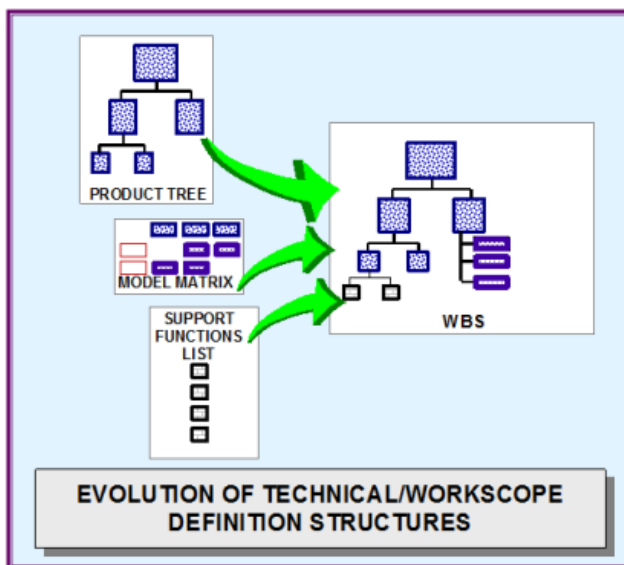 PRODUCT TREE
MODEL MATRIX
SUPPORT
FUNCTIONS
LIST
WBS
EVOLUTION OF TECHNICAL/WORKSCOPE
DEFINITION STRUCTURES